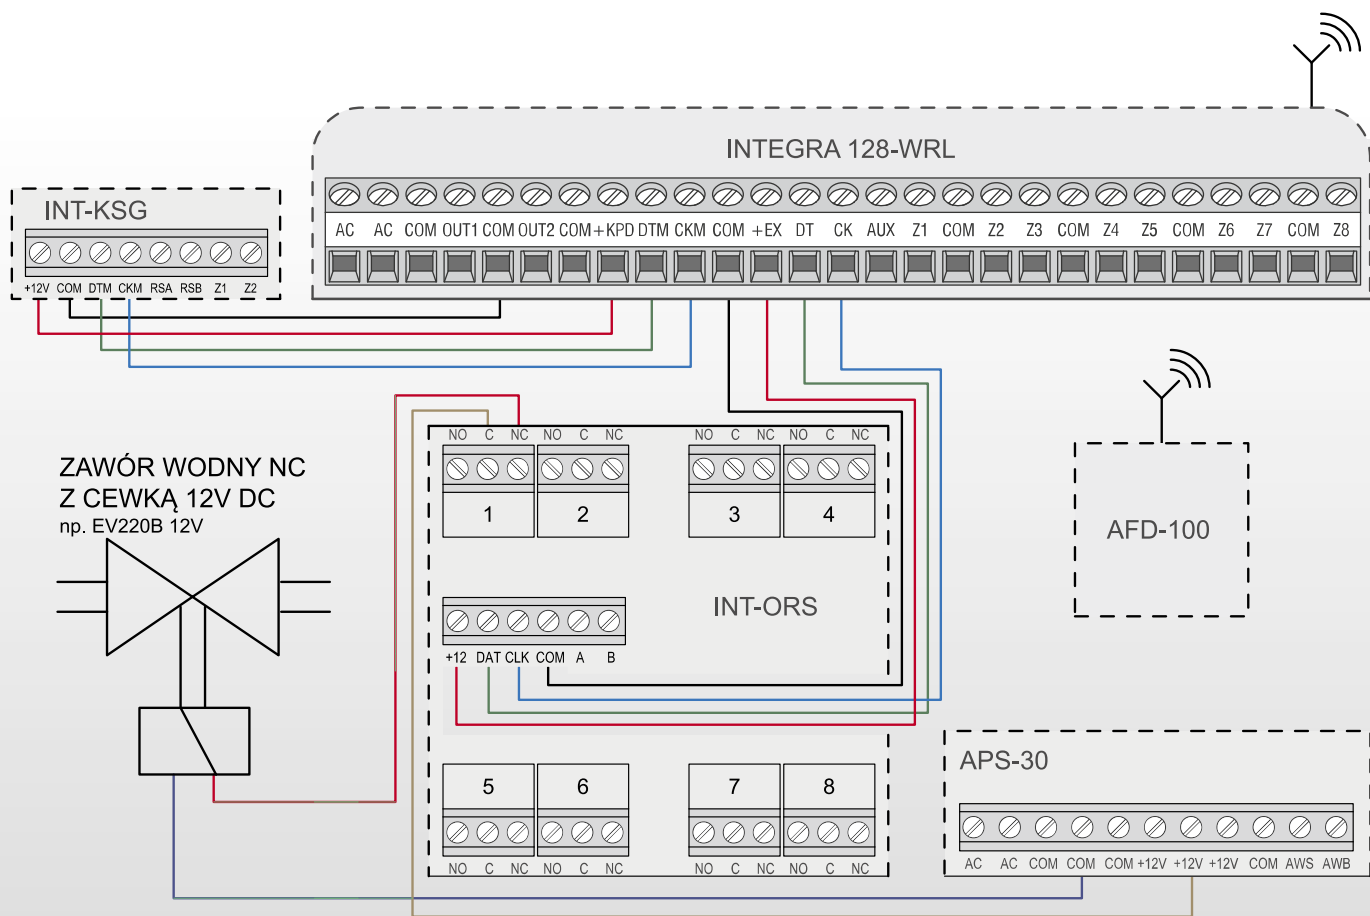 INTEGRA 128-WRL
AC AC COM OUT1 COM OUT2 COM +KPD DTM CKM COM +EX DT CK AUX Z1 COM Z2 Z3 COM Z4 Z5 COM Z6 Z7 COM Z8
INT-KSG
+12V COM DTM CKM RSA RSB Z1 Z2
NO C NC NO C NC NO C NC NO C NC
1 2 3 4
ZAWÓR WODNY NC
Z CEWKĄ 12V DC
np. EV220B 12V
AFD-100
INT-ORS
+12 DAT CLK COM A B
5 6 7 8
NO C NC NO C NC NO C NC NO C NC
APS-30
AC AC COM COM COM +12V +12V +12V COM AWS AWB